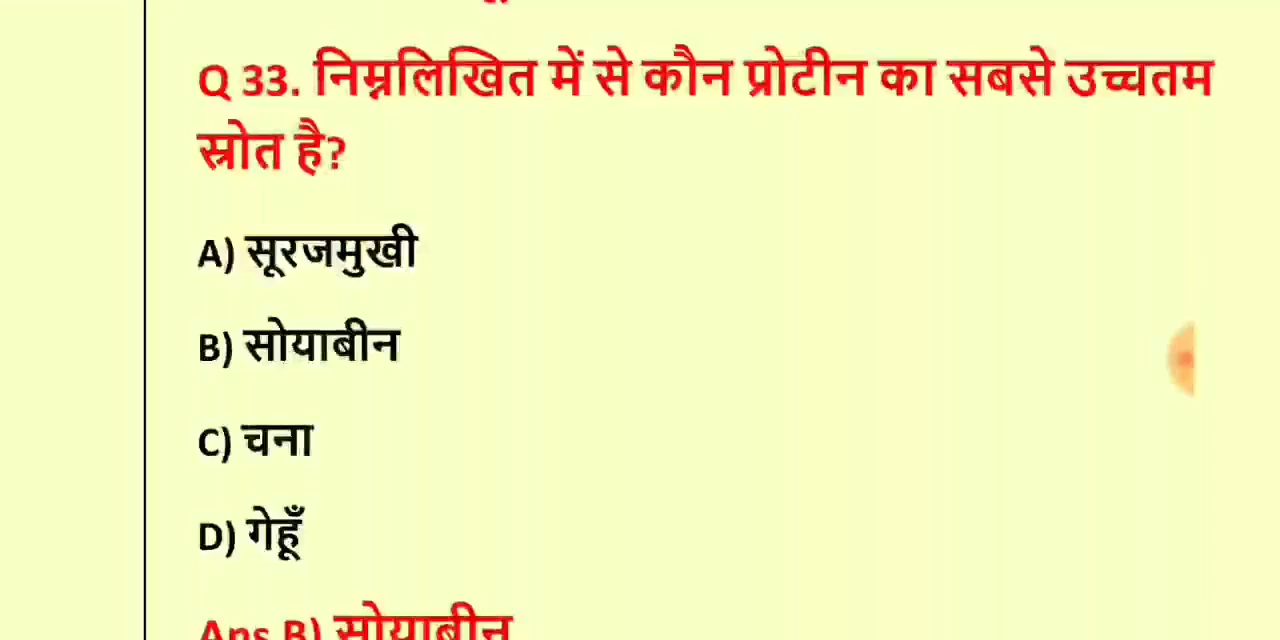 Q 33. निम्नलिखित में से कौन प्रोटीन का सबसे उच्चतम
स्रोत है?
A) सूरजमुखी
B) सोयाबीन
C) चना
D) गेहूँ
Ans B) सोयाबीन